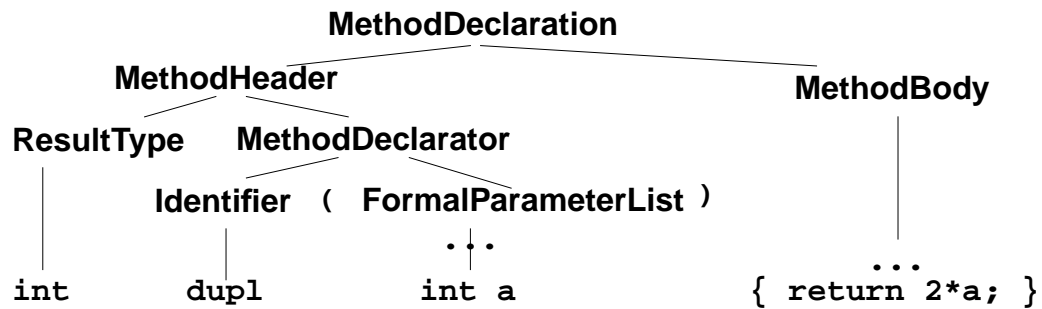 MethodDeclaration
MethodHeader MethodBody
ResultType MethodDeclarator
Identifier ( FormalParameterList )
...
...
int dupl int a { return 2*a; }